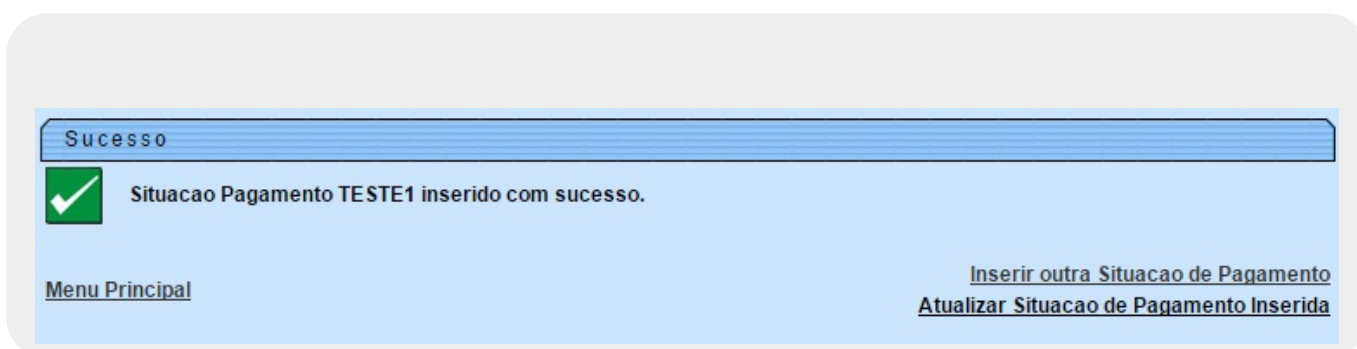 Sucesso
Situacao Pagamento TESTE1 inserido com sucesso.
Inserir outra Situacao de Pagamento
Menu Principal
Atualizar Situacao de Pagamento Inserida